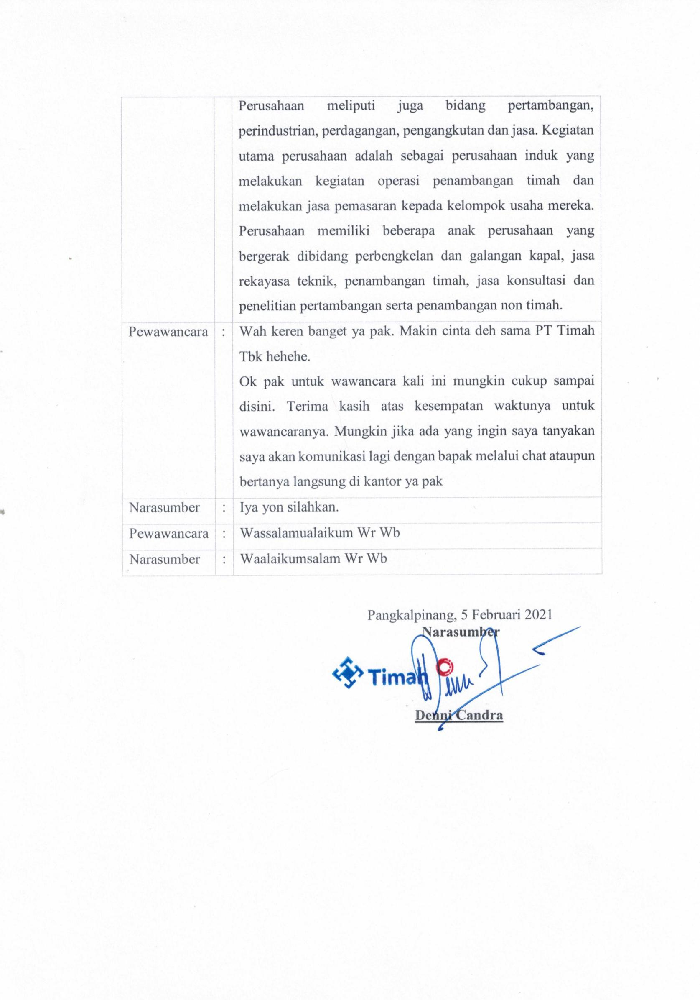 Perusahaan meliputi juga bidang pertambangan,
perindustrian, perdagangan, pengangkutan dan jasa. Kegiatan
utama perusahaan adalah sebagai perusahaan induk yang
melakukan kegiatan operasi penambangan timah dan
melakukan jasa pemasaran kepada kelompok usaha mereka.
Perusahaan memiliki beberapa anak perusahaan yang
bergerak dibidang perbengkelan dan galangan kapal, jasa
rekayasa teknik, penambangan timah, jasa konsultasi dan
penelitian pertambangan serta penambangan non timah.
Pewawancara : Wah keren banget ya pak. Makin cinta deh sama PT Timah
Tbk hehehe.
Ok pak untuk wawancara kali ini mungkin cukup sampai
disini. Terima kasih atas kesempatan waktunya untuk
wawancaranya. Mungkin jika ada yang ingin saya tanyakan
saya akan komunikasi lagi dengan bapak melalui chat ataupun
bertanya langsung di kantor ya pak
Narasumber : Iya yon silahkan.
Pewawancara : Wassalamualaikum Wr Wb
Narasumber : Waalaikumsalam Wr Wb
Pangkalpinang, 5 Februari 2021
Narasumber
Timah
Denni Candra